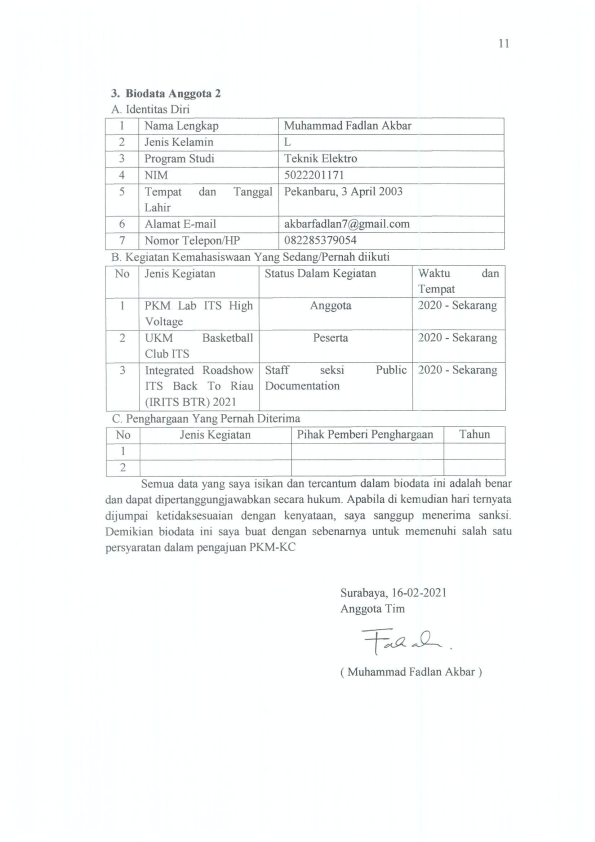 11
3. Biodata Anggota 2
A. Identitas Diri
1 Nama Lengkap Muhammad Fadlan Akbar
2 Jenis Kelamin L
3 Program Studi Teknik Elektro
4 NIM 5022201171
5 Tempat dan Tanggal Pekanbaru, 3 April 2003
Lahir
6 Alamat E-mail akbarfadlan7@gmail.com
7 Nomor Telepon/HP 082285379054
B. Kegiatan Kemahasiswaan Yang Sedang/Pernah diikuti
No Jenis Kegiatan Status Dalam Kegiatan Waktu dan
Tempat
1 PKM Lab ITS High Anggota 2020 - Sekarang
Voltage
2 UKM Basketball Peserta 2020 - Sekarang
Club ITS
3 Integrated Roadshow Staff seksi Public 2020 - Sekarang
ITS Back To Riau Documentation
(IRITS BTR) 2021
C. Penghargaan Yang Pernah Diterima
No Jenis Kegiatan Pihak Pemberi Penghargaan Tahun
1
2
Semua data yang saya isikan dan tercantum dalam biodata ini adalah benar
dan dapat dipertanggungjawabkan secara hukum. Apabila di kemudian hari ternyata
dijumpai ketidaksesuaian dengan kenyataan, saya sanggup menerima sanksi.
Demikian biodata ini saya buat dengan sebenarnya untuk memenuhi salah satu
persyaratan dalam pengajuan PKM-KC
Surabaya, 16-02-2021
Anggota Tim
( Muhammad Fadlan Akbar )